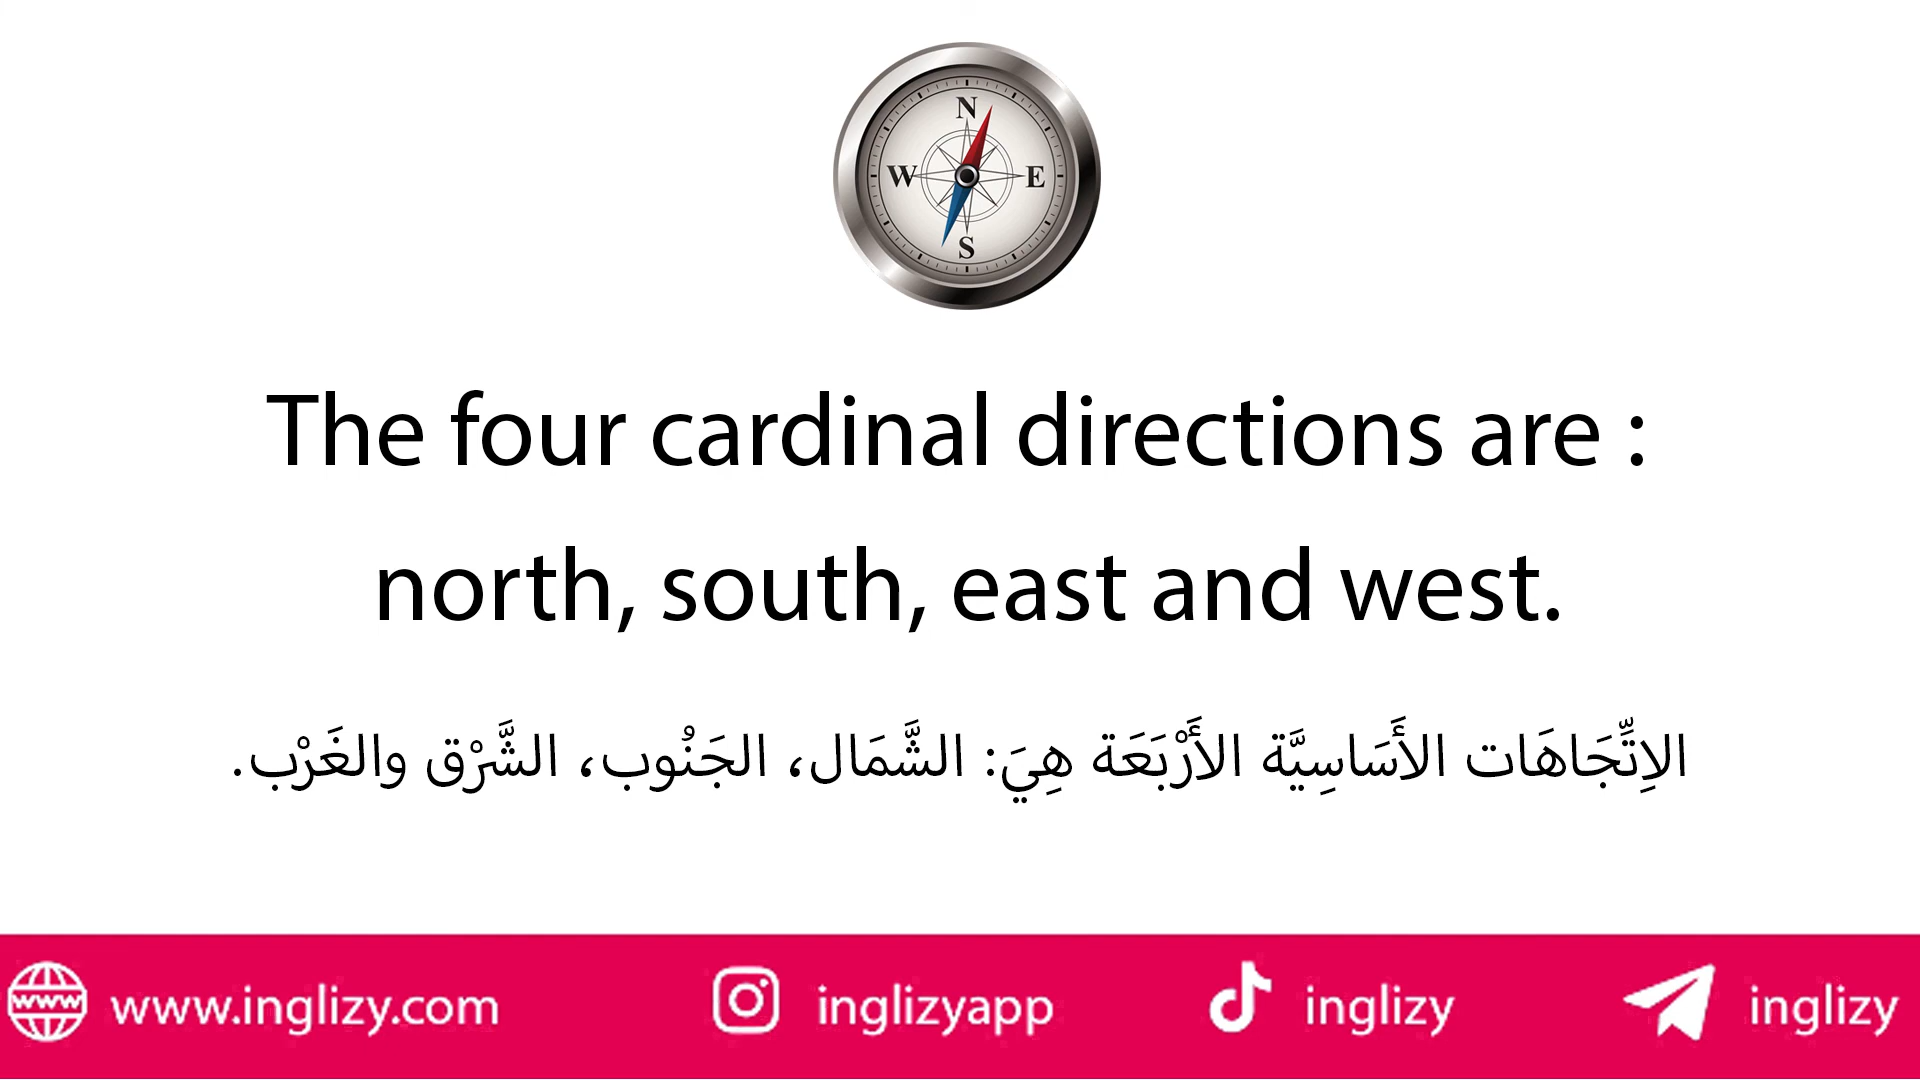 N
W E
S
The four cardinal directions are :
north, south, east and west.
الاِتِّجَاهَات الأَسَاسِيَّة الأَرْبَعَة هِيَ: الشَّمَال، الجَنُوب، الشَّرْق والغَرْب.
www www.inglizy.com inglizyapp inglizy inglizy